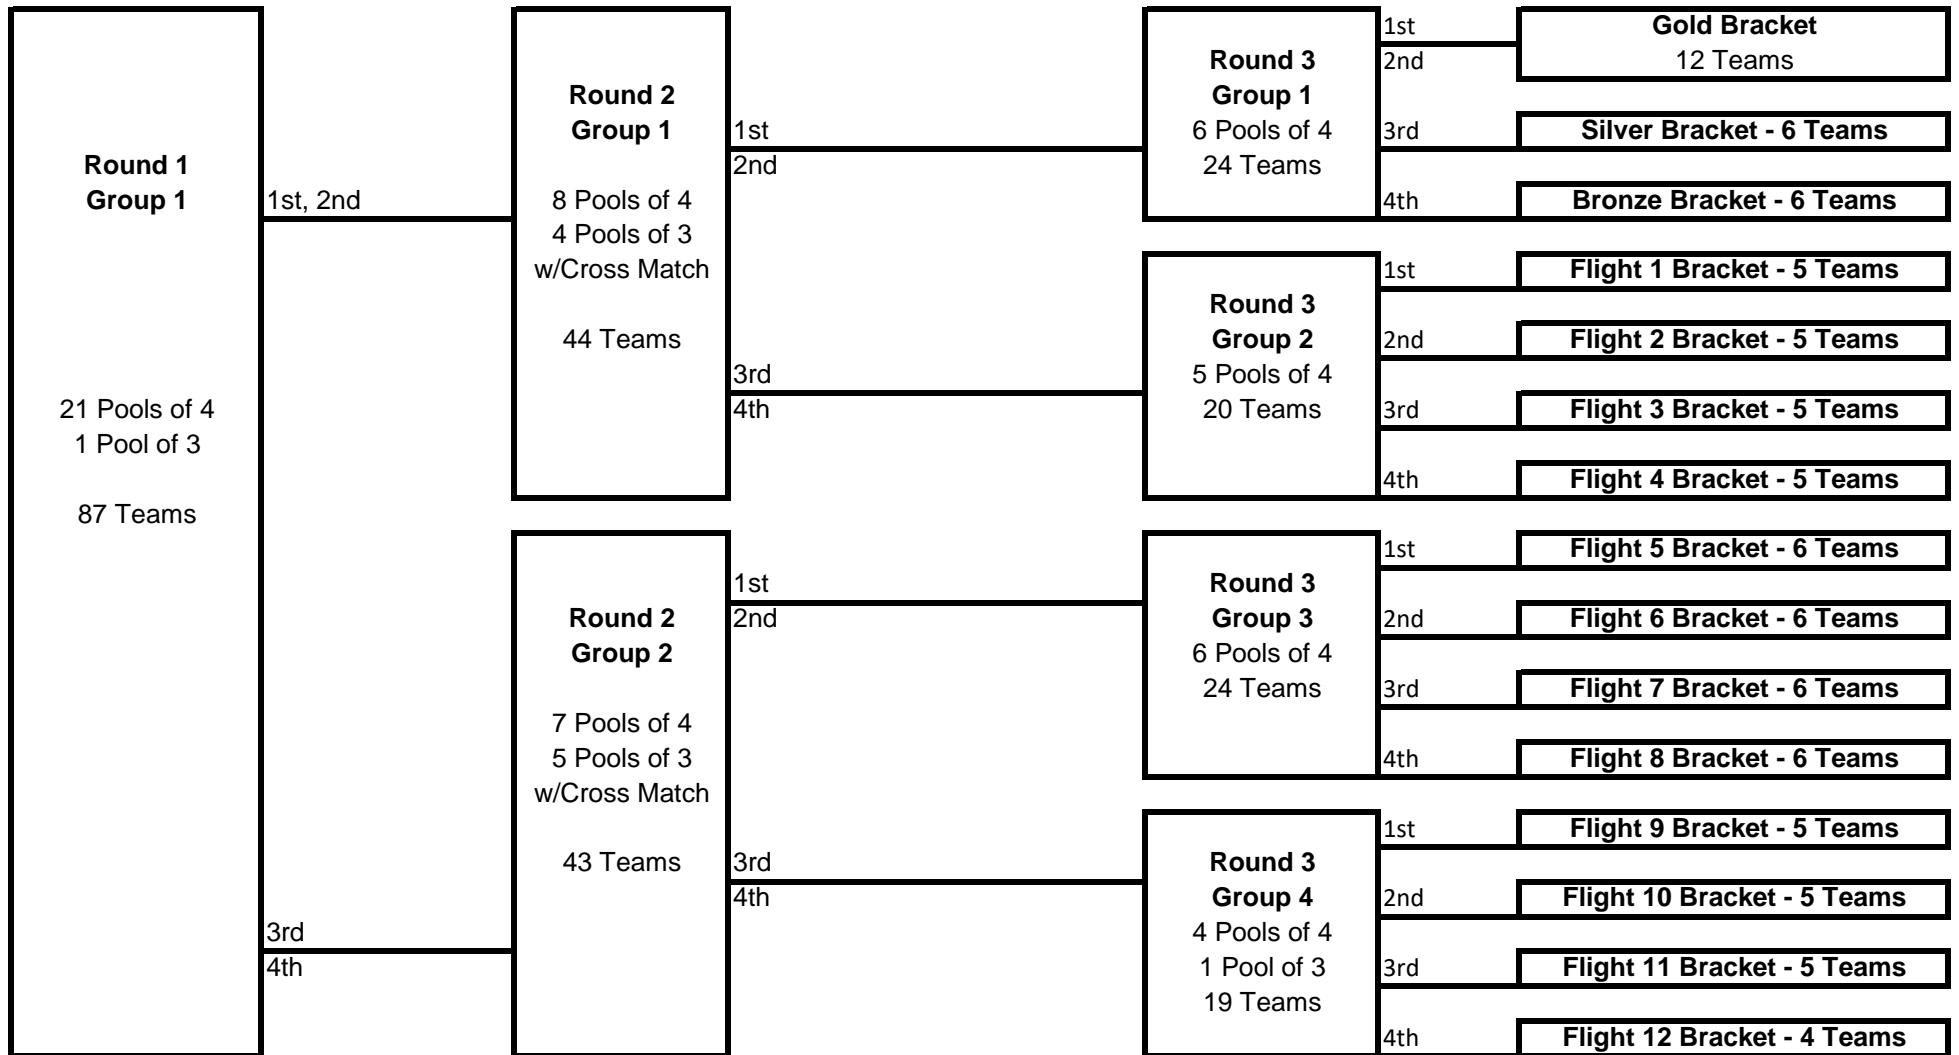 Round 1
Group 1
21 Pools of 4
1 Pool of 3
87 Teams
1st, 2nd
3rd
4th
Round 2
Group 1
8 Pools of 4
4 Pools of 3
w/Cross Match
44 Teams
1st
2nd
3rd
4th
Round 2
Group 2
7 Pools of 4
5 Pools of 3
w/Cross Match
43 Teams
1st
2nd
3rd
4th
Round 3
Group 1
6 Pools of 4
24 Teams
1st
2nd
Gold Bracket
12 Teams
3rd
Silver Bracket - 6 Teams
4th
Bronze Bracket - 6 Teams
Round 3
Group 2
5 Pools of 4
20 Teams
1st
Flight 1 Bracket - 5 Teams
2nd
Flight 2 Bracket - 5 Teams
3rd
Flight 3 Bracket - 5 Teams
4th
Flight 4 Bracket - 5 Teams
Round 3
Group 3
6 Pools of 4
24 Teams
1st
Flight 5 Bracket - 6 Teams
2nd
Flight 6 Bracket - 6 Teams
3rd
Flight 7 Bracket - 6 Teams
4th
Flight 8 Bracket - 6 Teams
Round 3
Group 4
4 Pools of 4
1 Pool of 3
19 Teams
1st
Flight 9 Bracket - 5 Teams
2nd
Flight 10 Bracket - 5 Teams
3rd
Flight 11 Bracket - 5 Teams
4th
Flight 12 Bracket - 4 Teams